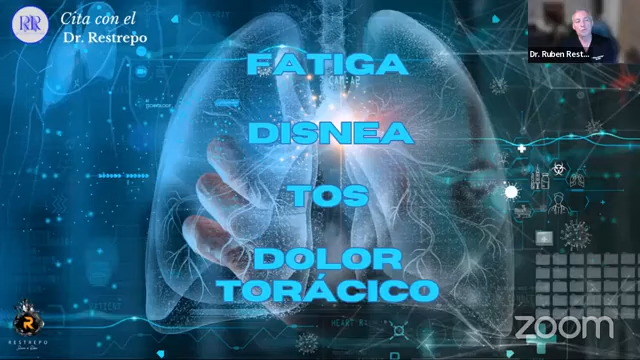 Cita con el
Dr. Restrepo
Dr. Ruben Rest...
FATIGA
DISNEA
TOS
DOLOR
TORÁCICO
RESTREPO
zoom